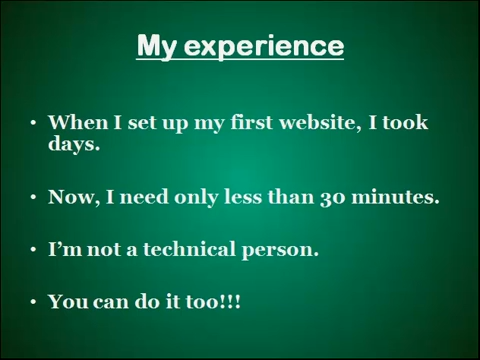 My experience
• When I set up my first website, I took
days.
• Now, I need only less than 30 minutes.
• I’m not a technical person.
• You can do it too!!!